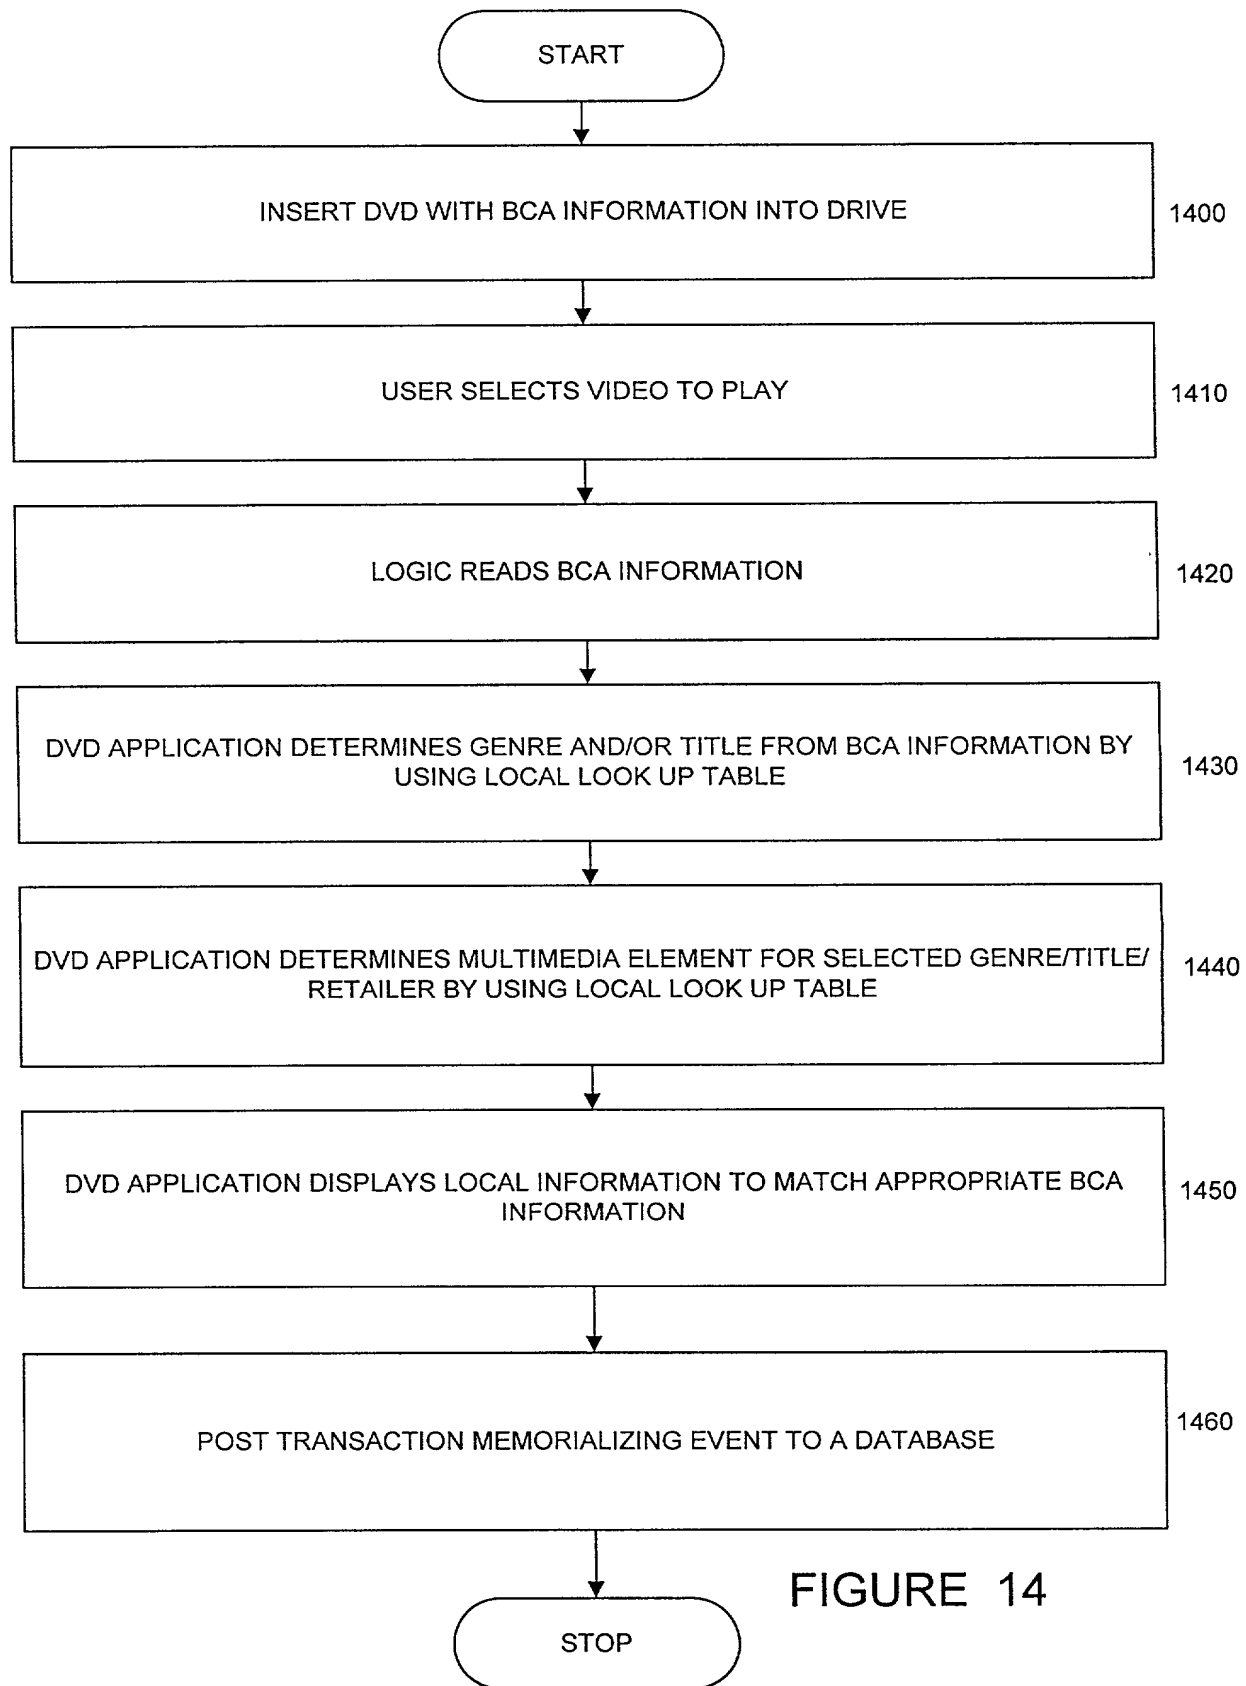 START
INSERT DVD WITH BCA INFORMATION INTO DRIVE
1400
USER SELECTS VIDEO TO PLAY
1410
LOGIC READS BCA INFORMATION
1420
DVD APPLICATION DETERMINES GENRE AND/OR TITLE FROM BCA INFORMATION BY
USING LOCAL LOOK UP TABLE
1430
DVD APPLICATION DETERMINES MULTIMEDIA ELEMENT FOR SELECTED GENRE/TITLE/
RETAILER BY USING LOCAL LOOK UP TABLE
1440
DVD APPLICATION DISPLAYS LOCAL INFORMATION TO MATCH APPROPRIATE BCA
INFORMATION
1450
POST TRANSACTION MEMORIALIZING EVENT TO A DATABASE
1460
FIGURE 14
STOP